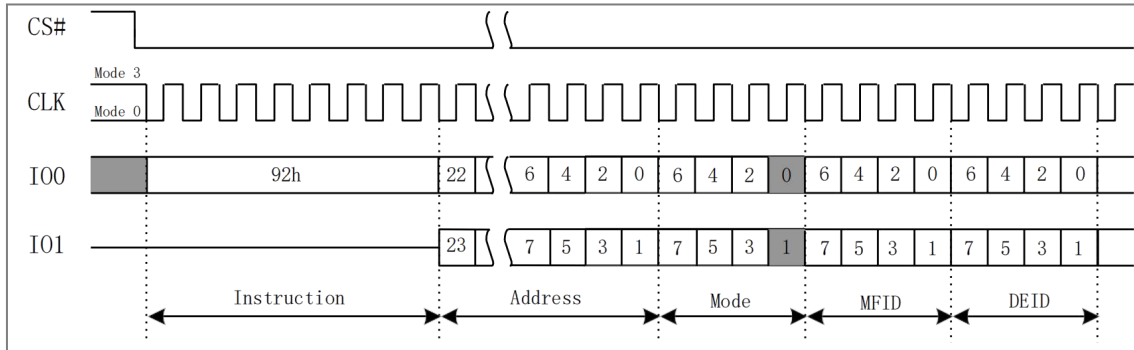 CS#
Mode 3
CLK
Mode 0
IO0 92h 22 6 4 2 0 6 4 2 0 6 4 2 0 6 4 2 0
IO1 23 7 5 3 1 7 5 3 1 7 5 3 1 7 5 3 1
Instruction Address Mode MFID DEID